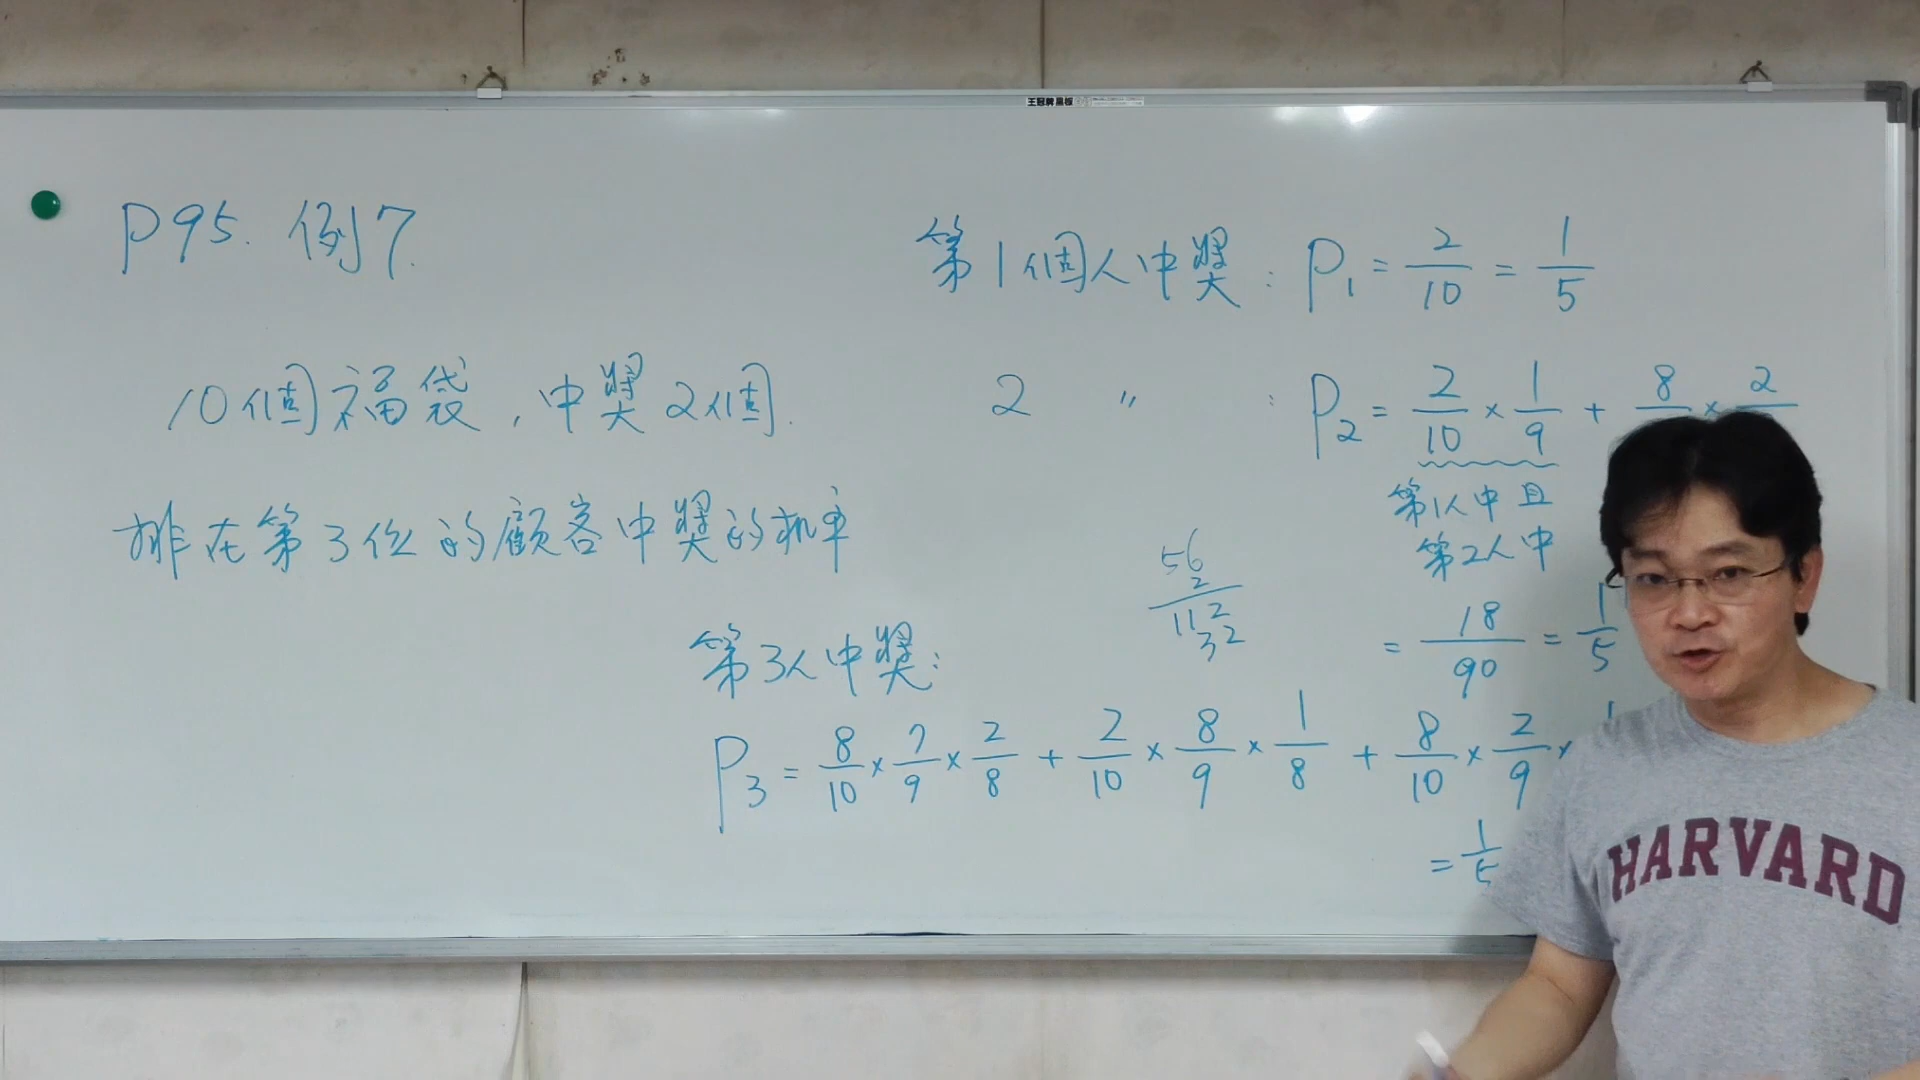 王冠牌黑板
P95. 例7.
10個福袋，中獎2個.
排在第3位的顧客中獎的机率
第1個人中獎 : P₁ = 2/10 = 1/5
2 〃 : P₂ = 2/10 × 1/9 + 8 × 2
第1人中且
第2人中
= 18/90 = 1/5
56
2
112
32
第3人中獎:
P₃ = 8/10 × 7/9 × 2/8 + 2/10 × 8/9 × 1/8 + 8/10 × 2/9 × 1
= 1/5
HARVARD